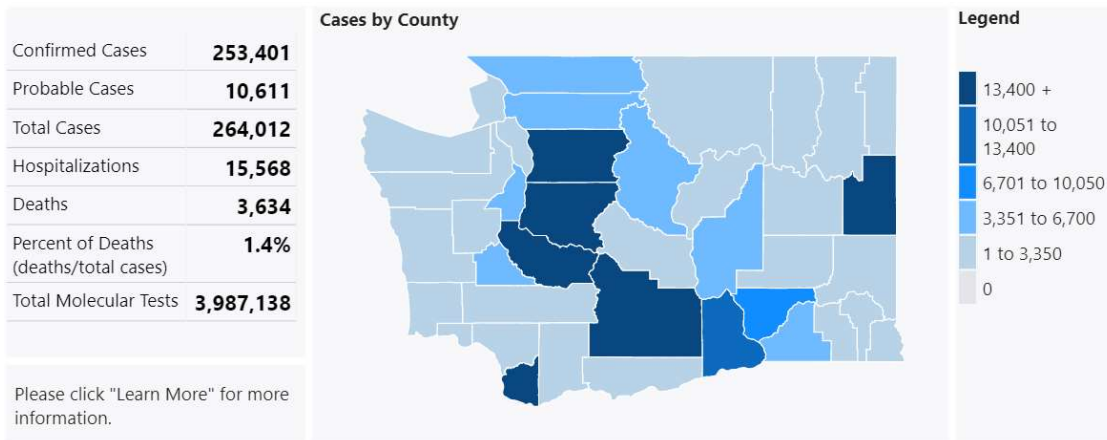 Confirmed Cases 253,401
Probable Cases 10,611
Total Cases 264,012
Hospitalizations 15,568
Deaths 3,634
Percent of Deaths 1.4%
(deaths/total cases)
Total Molecular Tests 3,987,138
Please click "Learn More" for more
information.
Cases by County
Legend
13,400 +
10,051 to
13,400
6,701 to 10,050
3,351 to 6,700
1 to 3,350
0